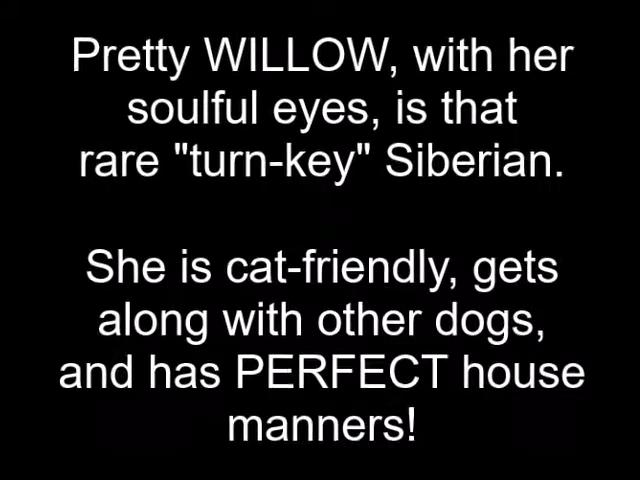 Pretty WILLOW, with her
soulful eyes, is that
rare "turn-key" Siberian.
She is cat-friendly, gets
along with other dogs,
and has PERFECT house
manners!